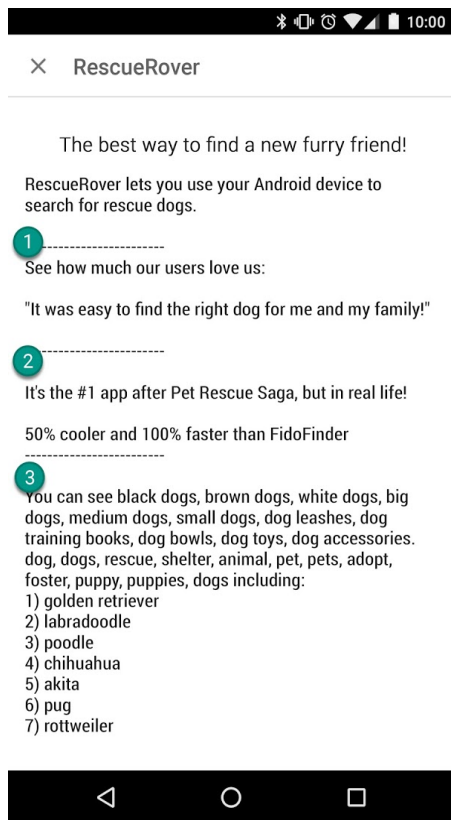 10:00
RescueRover
The best way to find a new furry friend!
RescueRover lets you use your Android device to
search for rescue dogs.
1
----------------------
See how much our users love us:
"It was easy to find the right dog for me and my family!"
----------------------
2
It's the #1 app after Pet Rescue Saga, but in real life!
50% cooler and 100% faster than FidoFinder
-------------------------
3
You can see black dogs, brown dogs, white dogs, big
dogs, medium dogs, small dogs, dog leashes, dog
training books, dog bowls, dog toys, dog accessories.
dog, dogs, rescue, shelter, animal, pet, pets, adopt,
foster, puppy, puppies, dogs including:
1) golden retriever
2) labradoodle
3) poodle
4) chihuahua
5) akita
6) pug
7) rottweiler